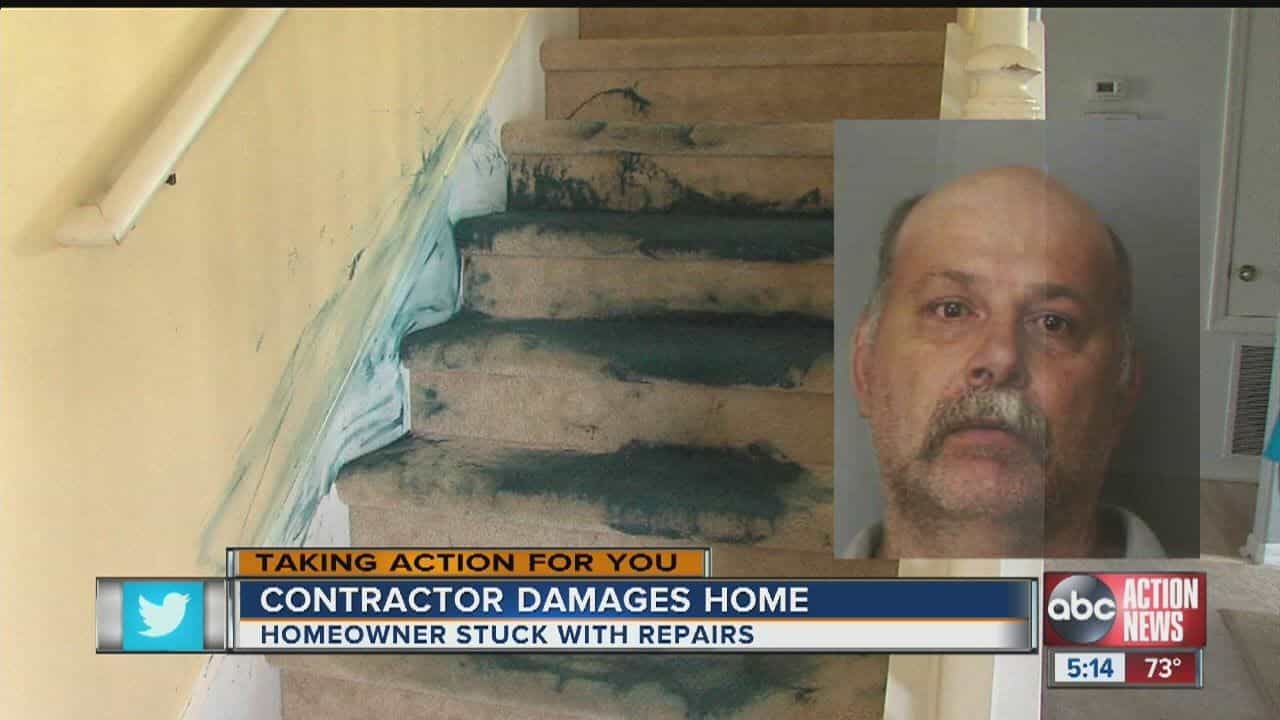 TAKING ACTION FOR YOU
CONTRACTOR DAMAGES HOME
HOMEOWNER STUCK WITH REPAIRS
abc ACTION NEWS
5:14 73°